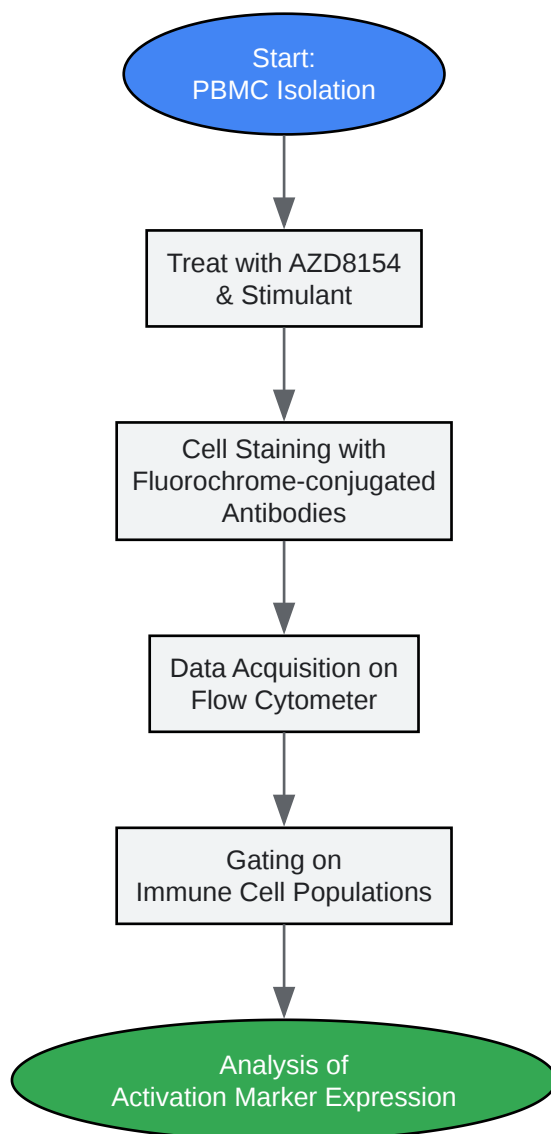 Start:
PBMC Isolation
Treat with AZD8154
& Stimulant
Cell Staining with
Fluorochrome-conjugated
Antibodies
Data Acquisition on
Flow Cytometer
Gating on
Immune Cell Populations
Analysis of
Activation Marker Expression